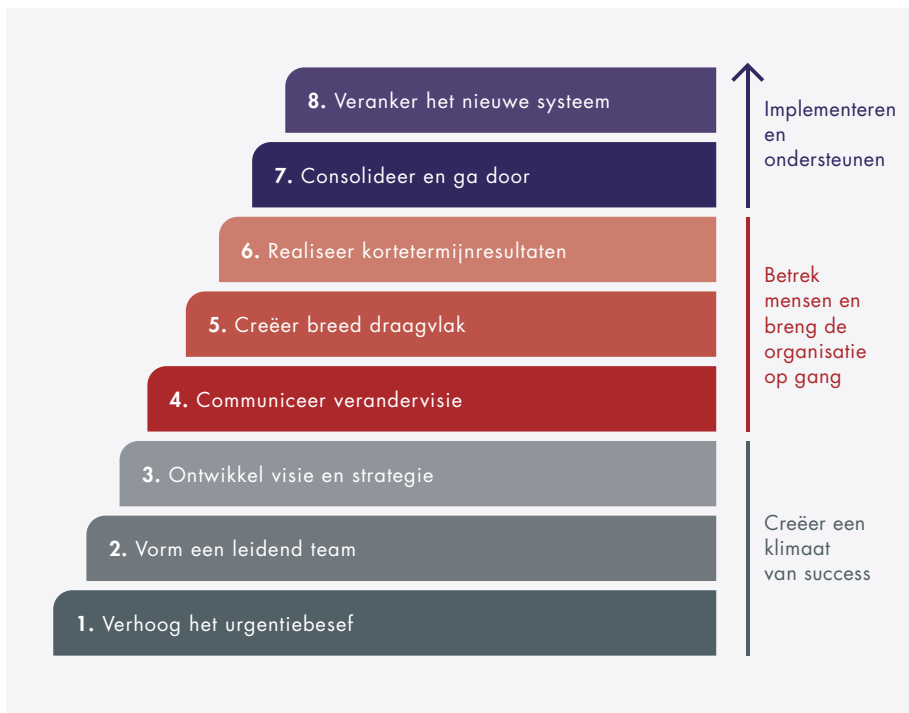 8. Veranker het nieuwe systeem
7. Consolideer en ga door
6. Realiseer kortetermijnresultaten
5. Creëer breed draagvlak
4. Communiceer verandervisie
3. Ontwikkel visie en strategie
2. Vorm een leidend team
1. Verhoog het urgentiebesef
Implementeren
en
ondersteunen
Betrek
mensen en
breng de
organisatie
op gang
Creëer een
klimaat
van success